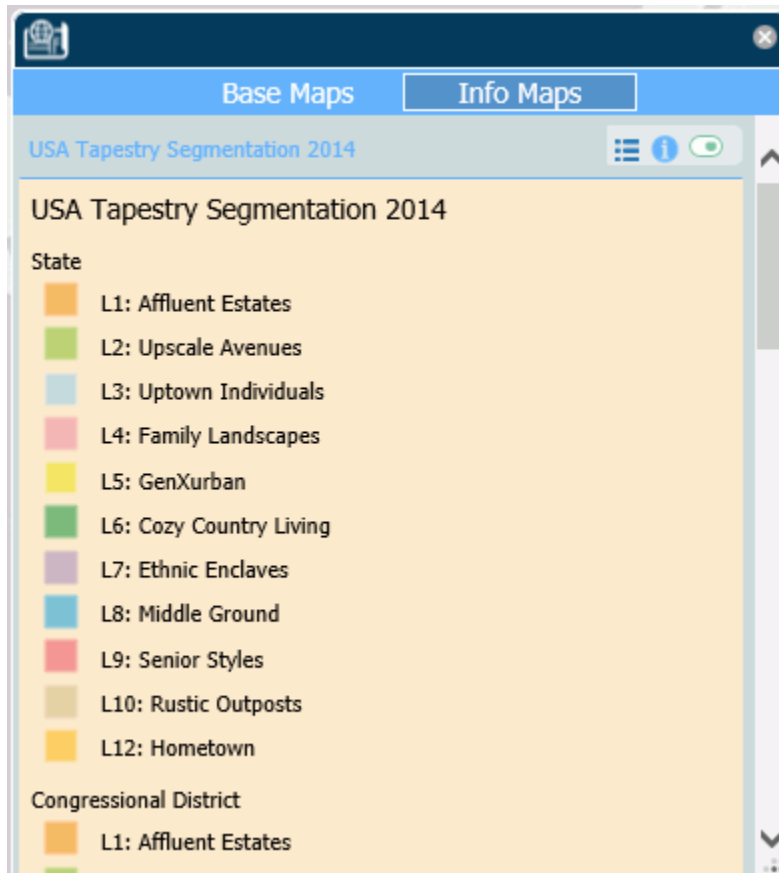 Base Maps Info Maps
USA Tapestry Segmentation 2014
USA Tapestry Segmentation 2014
State
L1: Affluent Estates
L2: Upscale Avenues
L3: Uptown Individuals
L4: Family Landscapes
L5: GenXurban
L6: Cozy Country Living
L7: Ethnic Enclaves
L8: Middle Ground
L9: Senior Styles
L10: Rustic Outposts
L12: Hometown
Congressional District
L1: Affluent Estates